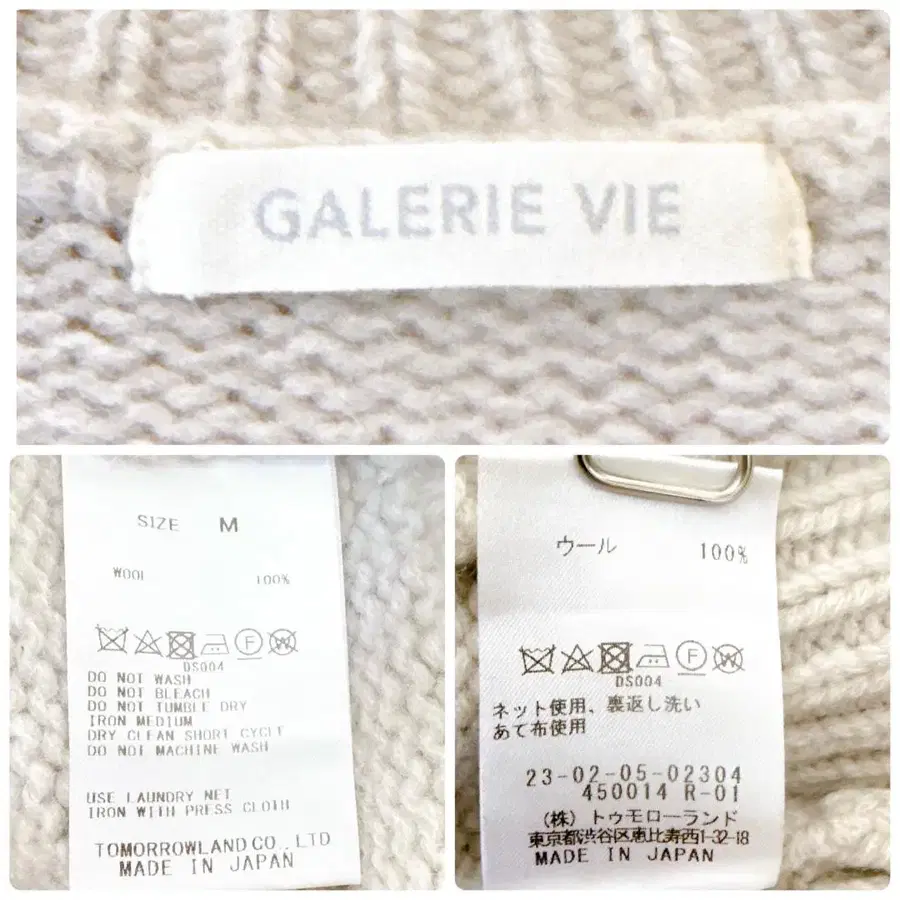 GALERIE VIE
SIZE M
WOOL 100%
DS004
DO NOT WASH
DO NOT BLEACH
DO NOT TUMBLE DRY
IRON MEDIUM
DRY CLEAN SHORT CYCLE
DO NOT MACHINE WASH
USE LAUNDRY NET
IRON WITH PRESS CLOTH
TOMORROWLAND CO., LTD
MADE IN JAPAN
ウール 100%
F W
DS004
ネット使用、裏返し洗い
あて布使用
23-02-05-02304
450014 R-01
(株) トゥモローランド
東京都渋谷区恵比寿西1-32-18
MADE IN JAPAN